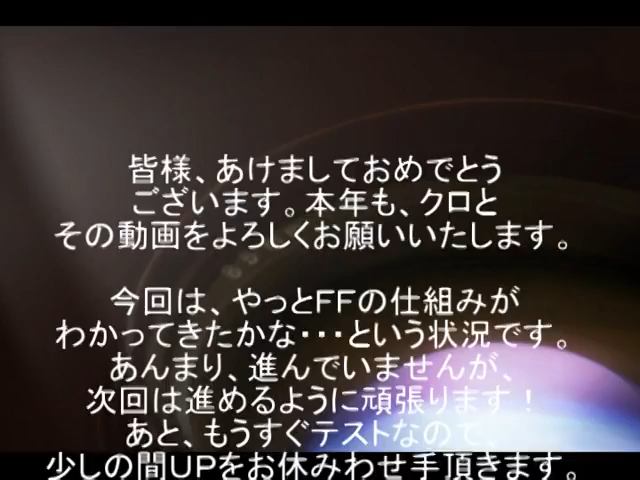 皆様、あけましておめでとう
ございます。本年も、クロと
その動画をよろしくお願いいたします。
今回は、やっとＦＦの仕組みが
わかってきたかな・・・という状況です。
あんまり、進んでいませんが、
次回は進めるように頑張ります！
あと、もうすぐテストなので、
少しの間ＵＰをお休みわせ手頂きます。